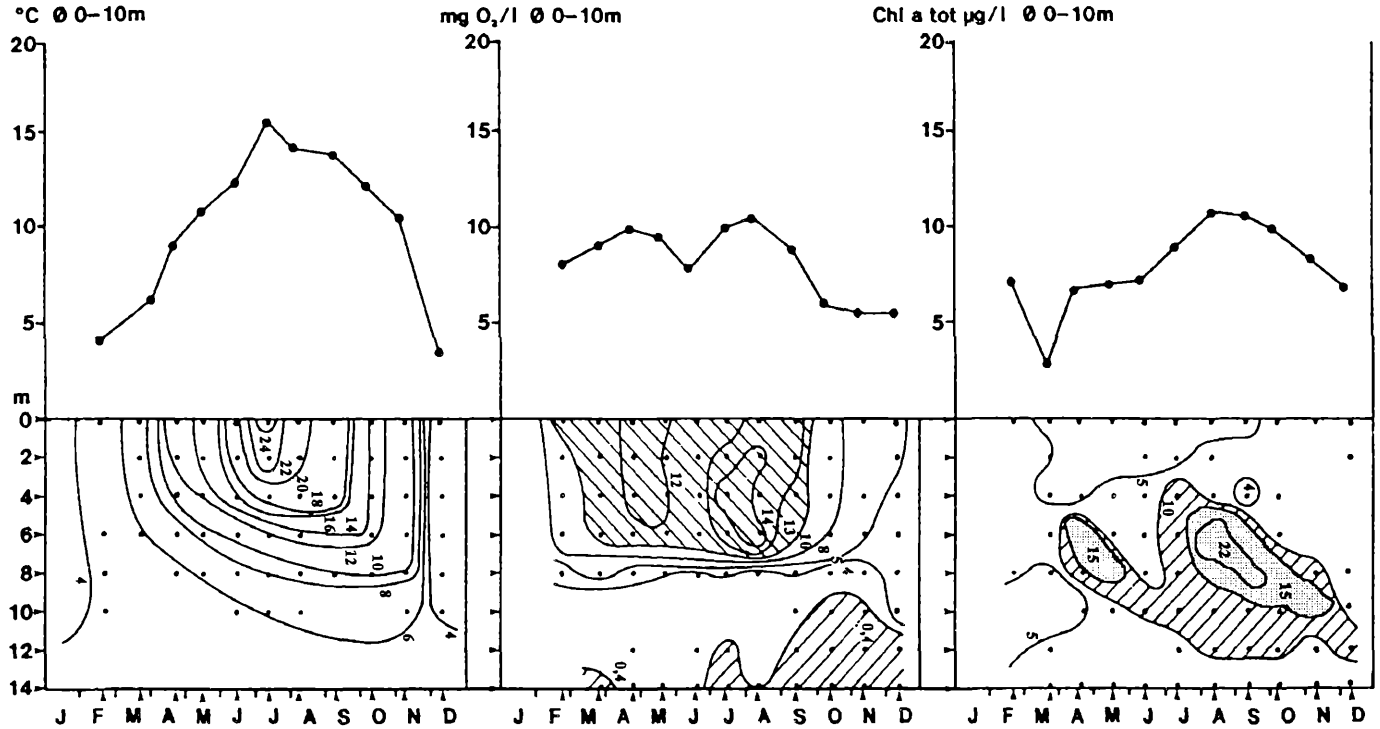 °C Ø 0–10m
mg O₂/l Ø 0–10m
Chl a tot µg/l Ø 0–10m
20 20 20
15 15 15
10 10 10
5 5 5
m
0
2
4
6
8
10
12
14
4 24 22 20 18 16 14 12 10 8 6 4
12 14 13 10 8 5 4 0,4 0,4
5 10 4 15 22 15 5
J F M A M J J A S O N D
J F M A M J J A S O N D
J F M A M J J A S O N D